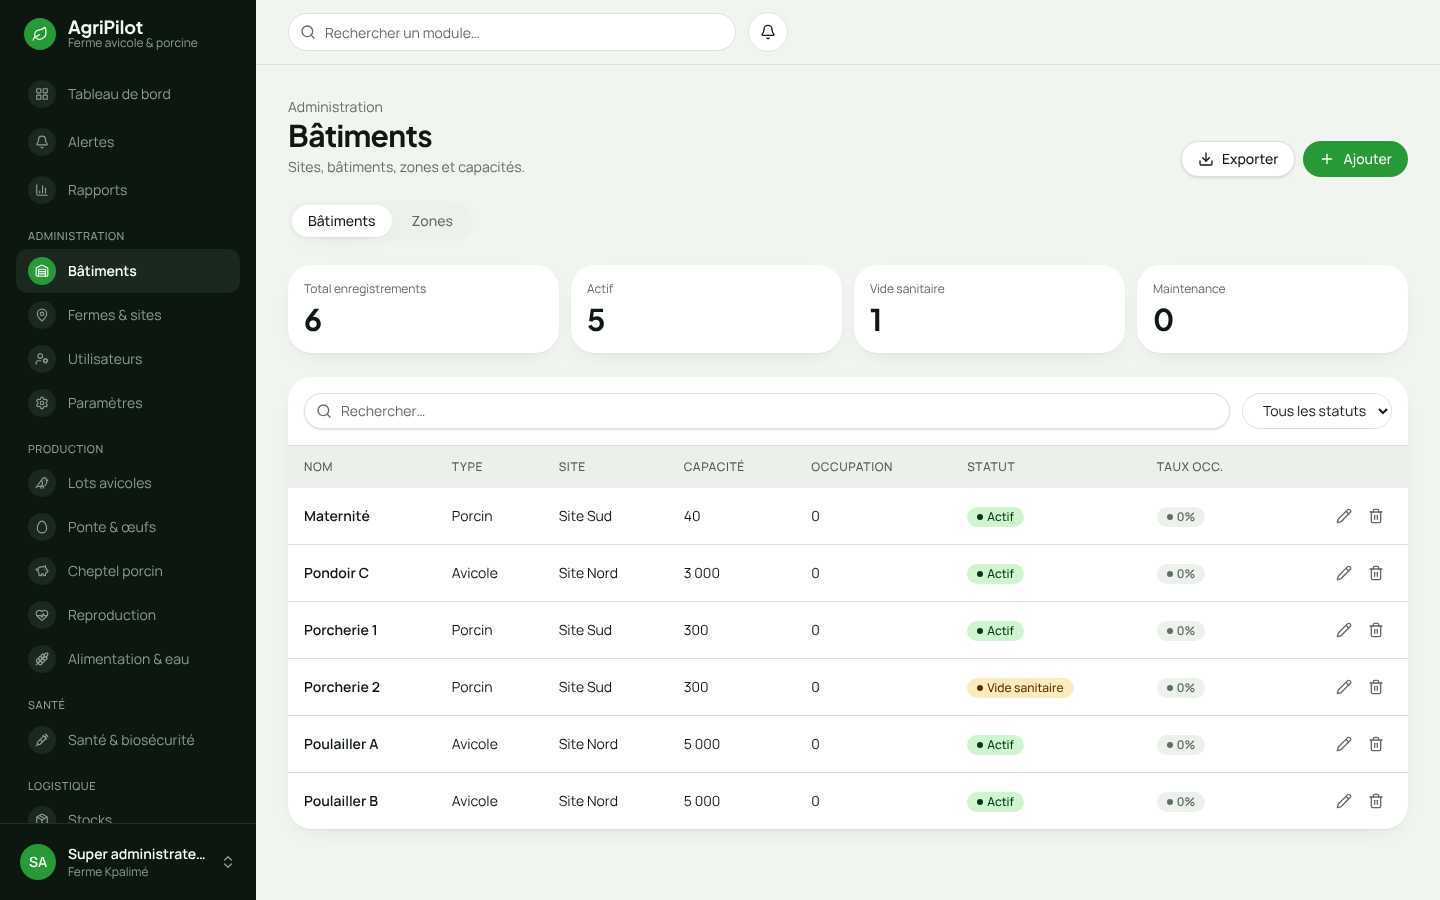 AgriPilot
Ferme avicole & porcine
Tableau de bord
Alertes
Rapports
ADMINISTRATION
Bâtiments
Fermes & sites
Utilisateurs
Paramètres
PRODUCTION
Lots avicoles
Ponte & œufs
Cheptel porcin
Reproduction
Alimentation & eau
SANTÉ
Santé & biosécurité
LOGISTIQUE
Stocks
SA
Super administrate...
Ferme Kpalimé
Rechercher un module...
Administration
Bâtiments
Sites, bâtiments, zones et capacités.
Exporter
Ajouter
Bâtiments Zones
Total enregistrements
6
Actif
5
Vide sanitaire
1
Maintenance
0
Rechercher...
Tous les statuts
NOM TYPE SITE CAPACITÉ OCCUPATION STATUT TAUX OCC.
Maternité Porcin Site Sud 40 0 Actif 0%
Pondoir C Avicole Site Nord 3 000 0 Actif 0%
Porcherie 1 Porcin Site Sud 300 0 Actif 0%
Porcherie 2 Porcin Site Sud 300 0 Vide sanitaire 0%
Poulailler A Avicole Site Nord 5 000 0 Actif 0%
Poulailler B Avicole Site Nord 5 000 0 Actif 0%